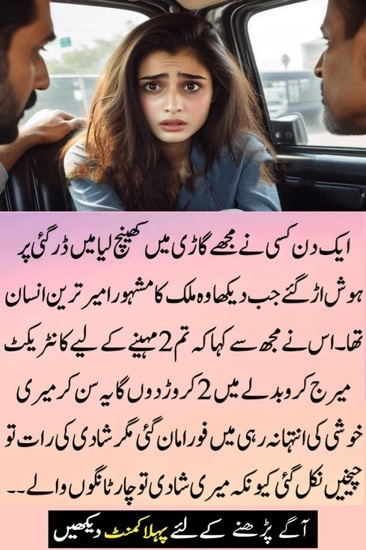 ایک دن کسی نے مجھے گاڑی میں کھینچ لیا میں ڈر گئی پر
ہوش اڑ گئے جب دیکھا وہ ملک کا مشہور امیر ترین انسان
تھا۔ اس نے مجھ سے کہا کہ تم 2 مہینے کے لیے کانٹریکٹ
میرج کرو بدلے میں 2 کروڑ دوں گا یہ سن کر میری
خوشی کی انتہا نہ رہی میں فورا مان گئی مگر شادی کی رات تو
چیخیں نکل گئی کیونکہ میری شادی تو چار ٹانگوں والے۔۔
آگے پڑھنے کے لئے پہلا کمنٹ دیکھیں